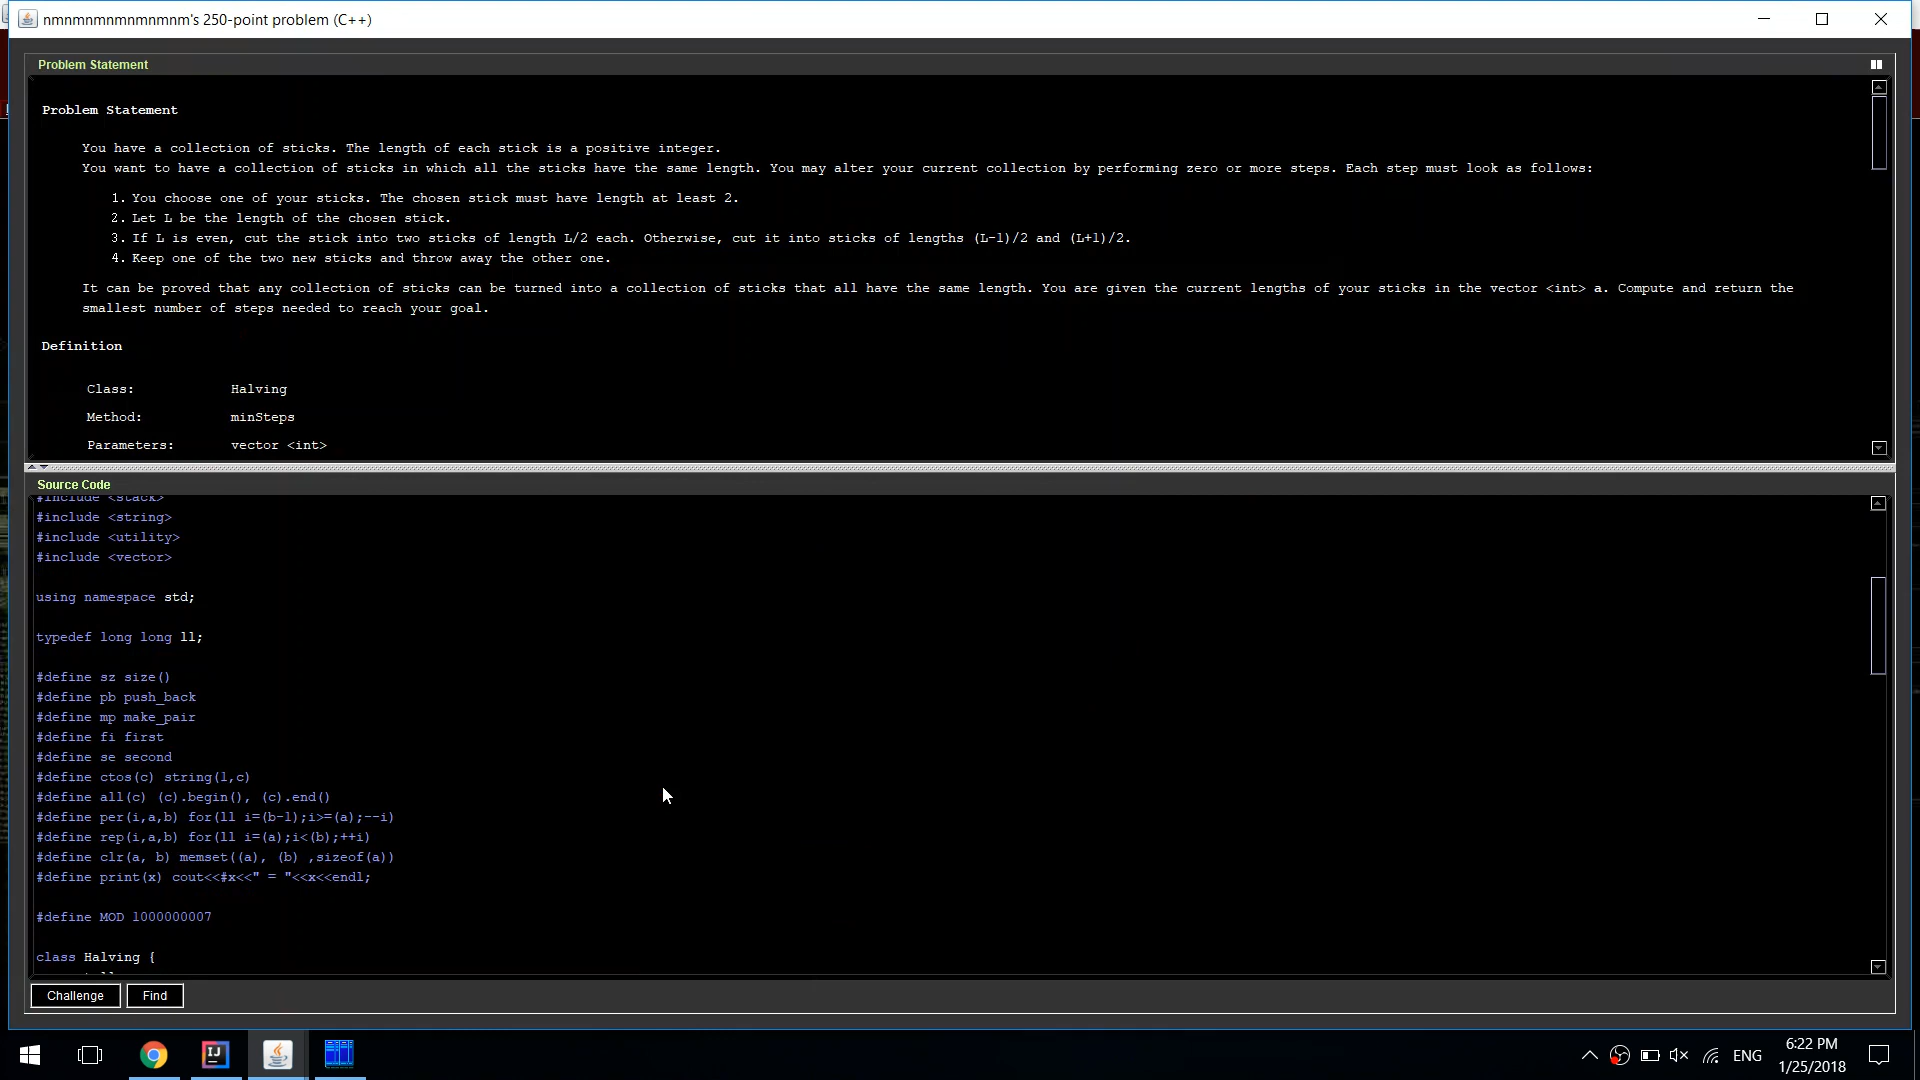 nmnmnmnmnmnmnm's 250-point problem (C++)
Problem Statement
Problem Statement
You have a collection of sticks. The length of each stick is a positive integer.
You want to have a collection of sticks in which all the sticks have the same length. You may alter your current collection by performing zero or more steps. Each step must look as follows:
1. You choose one of your sticks. The chosen stick must have length at least 2.
2. Let L be the length of the chosen stick.
3. If L is even, cut the stick into two sticks of length L/2 each. Otherwise, cut it into sticks of lengths (L-1)/2 and (L+1)/2.
4. Keep one of the two new sticks and throw away the other one.
It can be proved that any collection of sticks can be turned into a collection of sticks that all have the same length. You are given the current lengths of your sticks in the vector <int> a. Compute and return the
smallest number of steps needed to reach your goal.
Definition
Class: Halving
Method: minSteps
Parameters: vector <int>
Source Code
#include <stack>
#include <string>
#include <utility>
#include <vector>
using namespace std;
typedef long long ll;
#define sz size()
#define pb push_back
#define mp make_pair
#define fi first
#define se second
#define ctos(c) string(1,c)
#define all(c) (c).begin(), (c).end()
#define per(i,a,b) for(ll i=(b-1);i>=(a);--i)
#define rep(i,a,b) for(ll i=(a);i<(b);++i)
#define clr(a, b) memset((a), (b) ,sizeof(a))
#define print(x) cout<<#x<<" = "<<x<<endl;
#define MOD 1000000007
class Halving {
Challenge Find
IJ
ENG
6:22 PM
1/25/2018